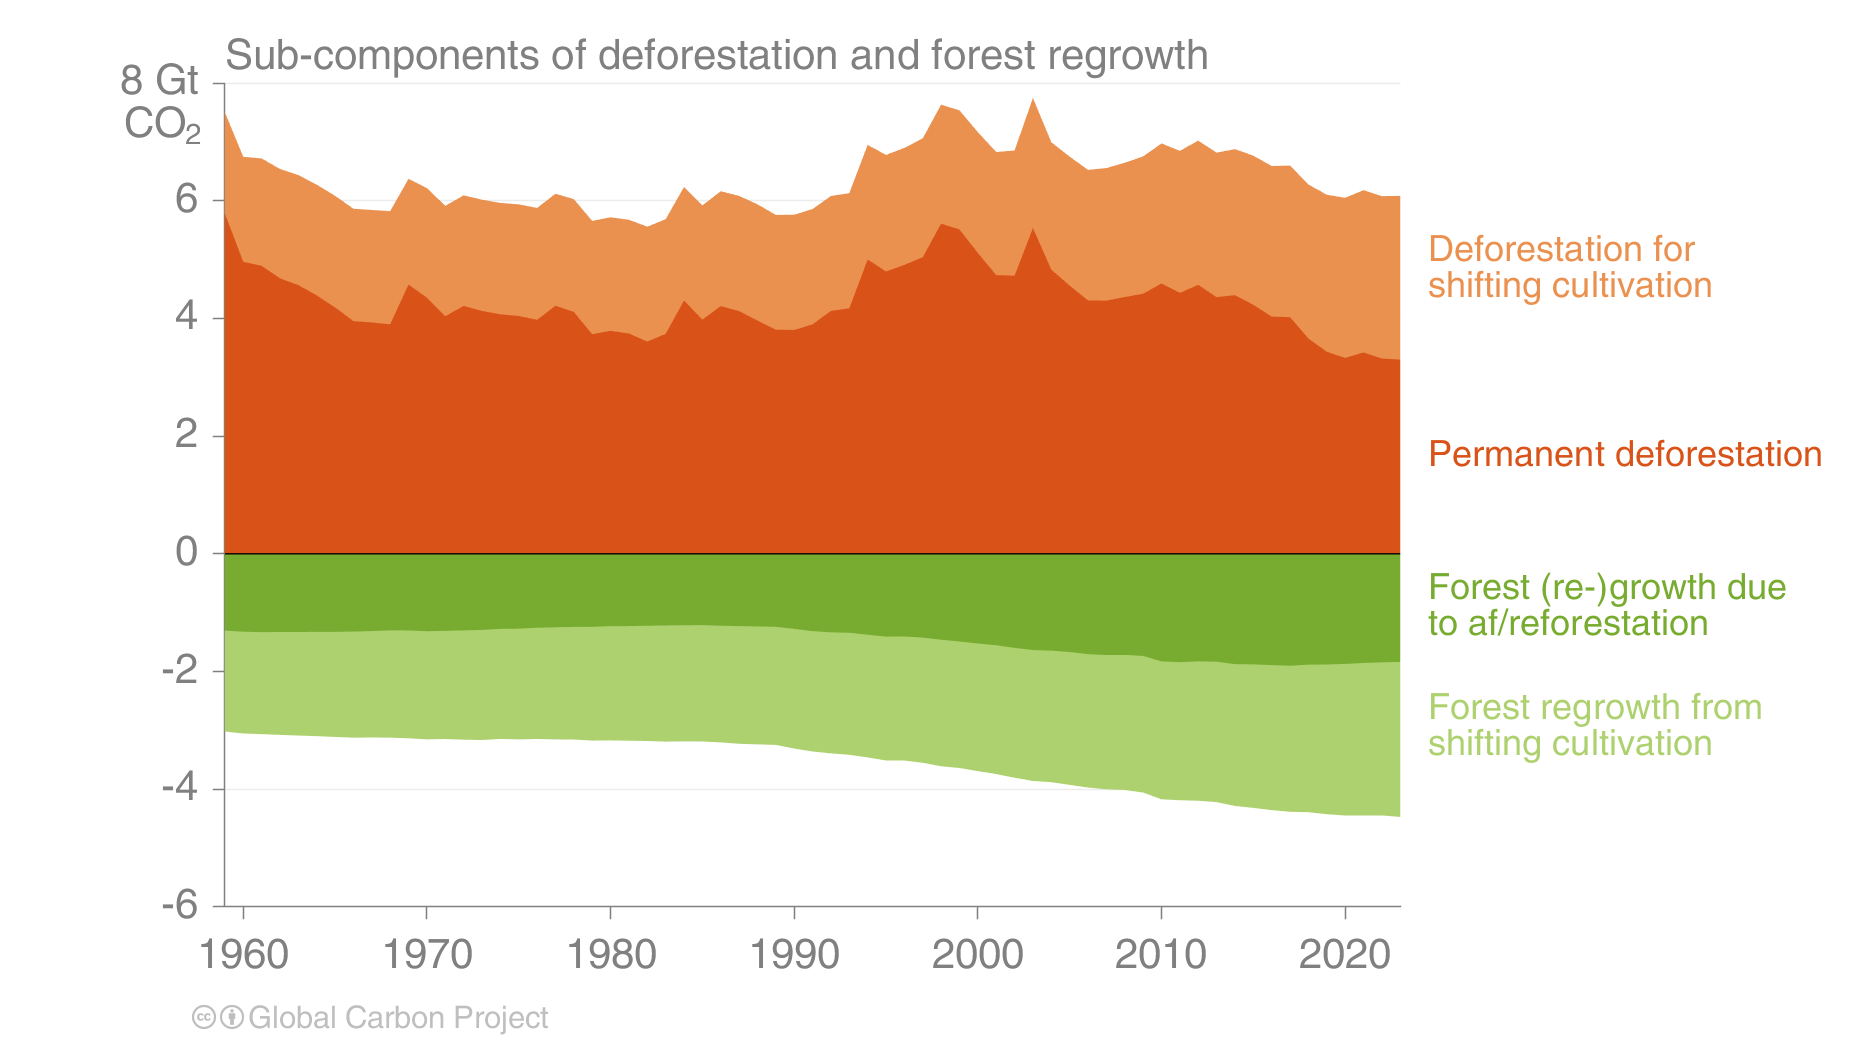 Sub-components of deforestation and forest regrowth
8 Gt
CO₂
6
4
2
0
-2
-4
-6
1960 1970 1980 1990 2000 2010 2020
Deforestation for
shifting cultivation
Permanent deforestation
Forest (re-)growth due
to af/reforestation
Forest regrowth from
shifting cultivation
cc Global Carbon Project